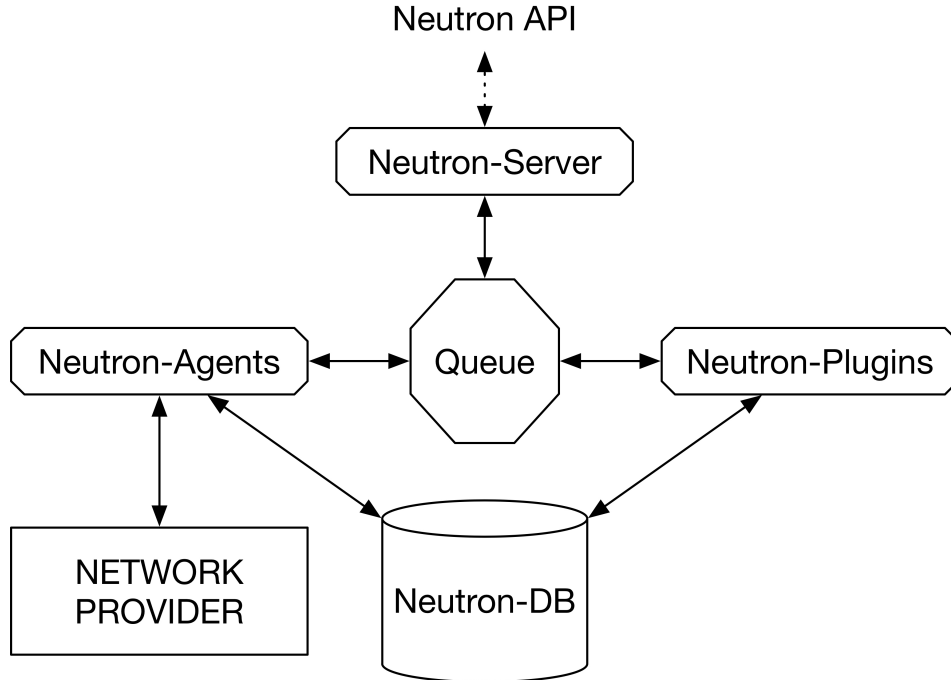 Neutron API
Neutron-Server
Neutron-Agents
Queue
Neutron-Plugins
NETWORK
PROVIDER
Neutron-DB